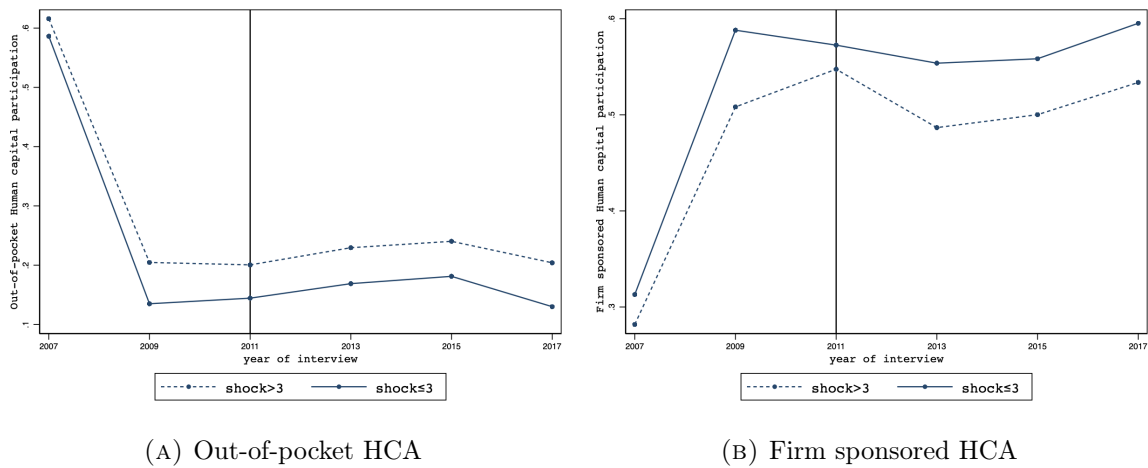 Out-of-pocket Human capital participation
.6
.5
.4
.3
.2
.1
2007 2009 2011 2013 2015 2017
year of interview
shock>3 shock≤3
(A) Out-of-pocket HCA
Firm sponsored Human capital participation
.6
.5
.4
.3
2007 2009 2011 2013 2015 2017
year of interview
shock>3 shock≤3
(B) Firm sponsored HCA